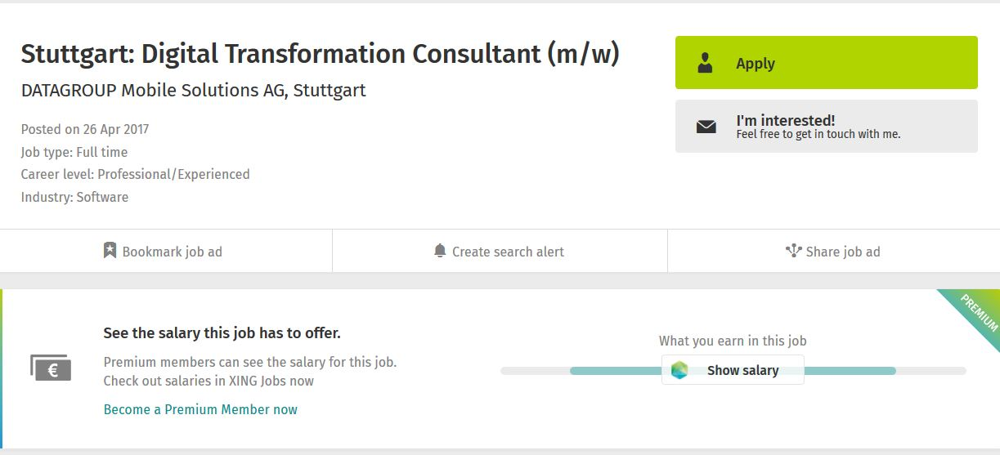 Stuttgart: Digital Transformation Consultant (m/w)
DATAGROUP Mobile Solutions AG, Stuttgart
Posted on 26 Apr 2017
Job type: Full time
Career level: Professional/Experienced
Industry: Software
Apply
I'm interested!
Feel free to get in touch with me.
Bookmark job ad
Create search alert
Share job ad
PREMIUM
€
See the salary this job has to offer.
Premium members can see the salary for this job.
Check out salaries in XING Jobs now
Become a Premium Member now
What you earn in this job
Show salary